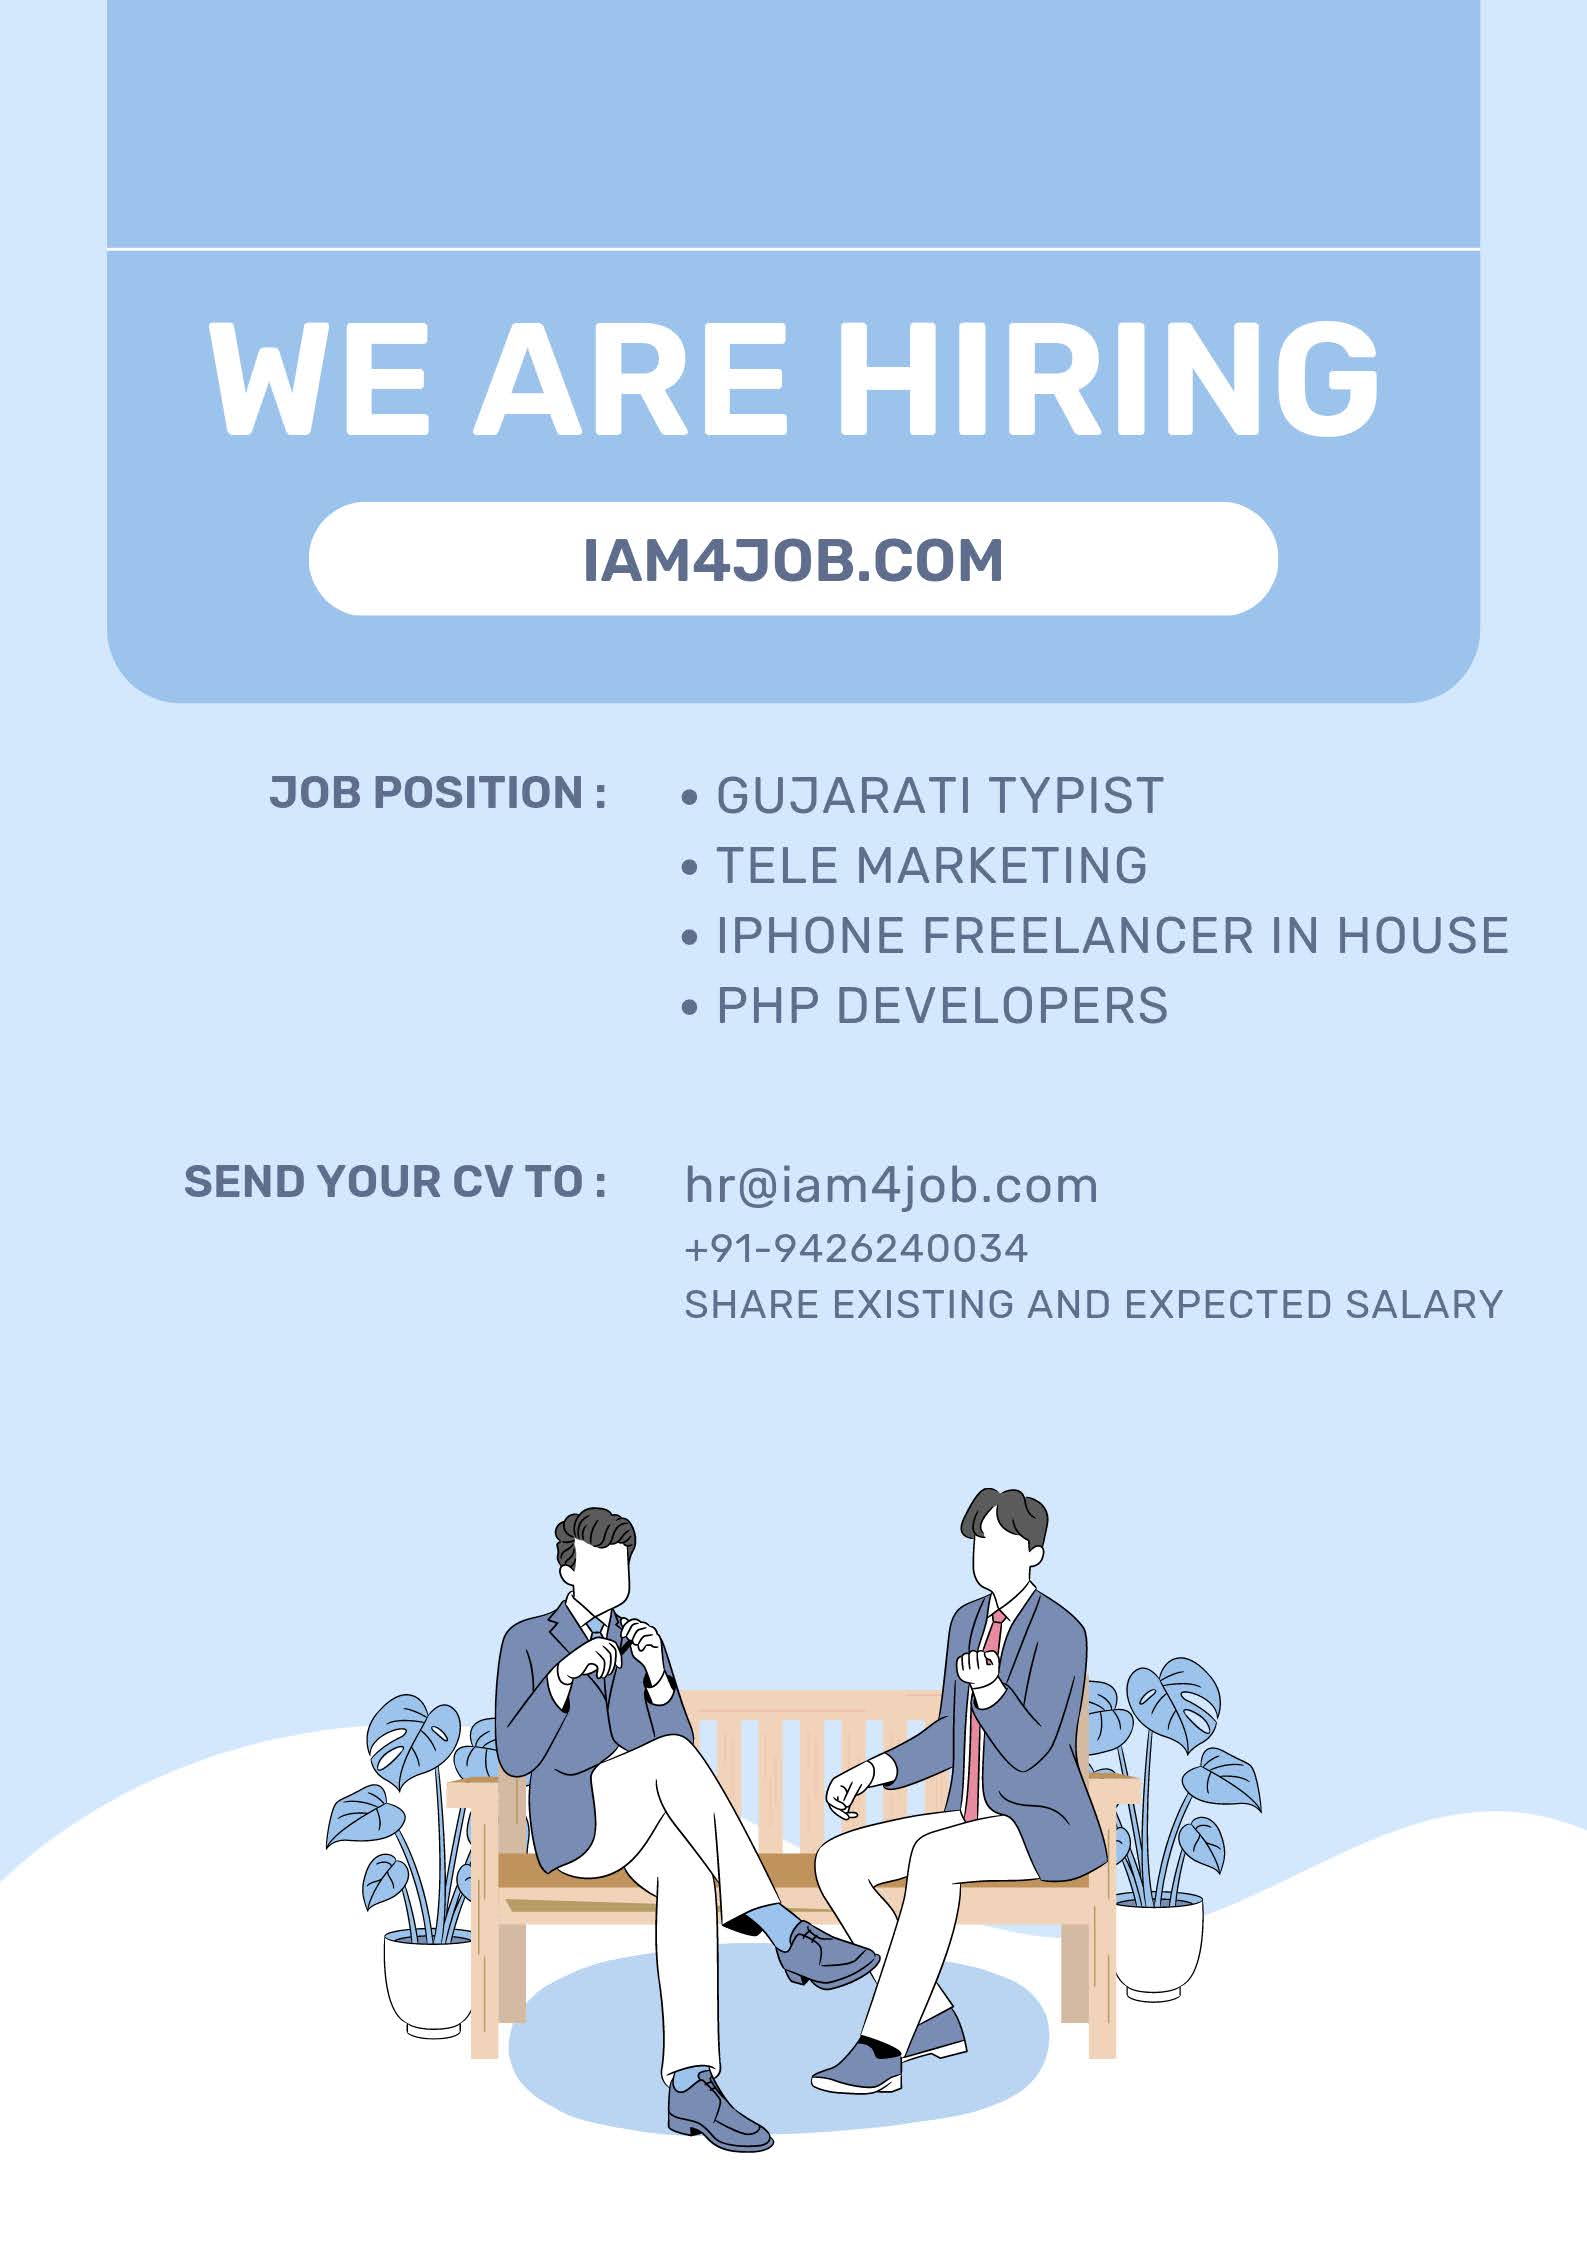 WE ARE HIRING
IAM4JOB.COM
JOB POSITION :
• GUJARATI TYPIST
• TELE MARKETING
• IPHONE FREELANCER IN HOUSE
• PHP DEVELOPERS
SEND YOUR CV TO :
hr@iam4job.com
+91-9426240034
SHARE EXISTING AND EXPECTED SALARY